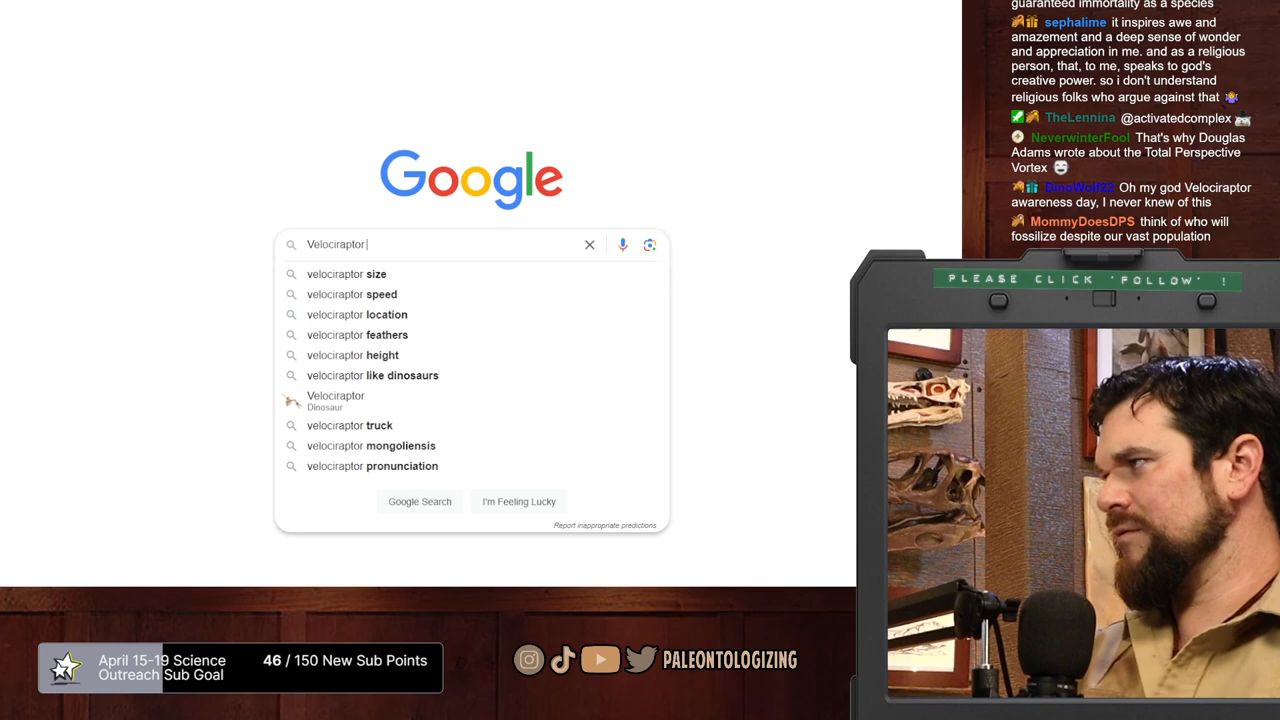 Google
Velociraptor
velociraptor size
velociraptor speed
velociraptor location
velociraptor feathers
velociraptor height
velociraptor like dinosaurs
Velociraptor
Dinosaur
velociraptor truck
velociraptor mongoliensis
velociraptor pronunciation
Google Search
I'm Feeling Lucky
Report inappropriate predictions
guaranteed immortality as a species
sephalime it inspires awe and
amazement and a deep sense of wonder
and appreciation in me. and as a religious
person, that, to me, speaks to god's
creative power. so i don't understand
religious folks who argue against that
TheLennina @activatedcomplex
NeverwinterFool That's why Douglas
Adams wrote about the Total Perspective
Vortex
DinoWolf22 Oh my god Velociraptor
awareness day, I never knew of this
MommyDoesDPS think of who will
fossilize despite our vast population
PLEASE CLICK 'FOLLOW' !
April 15-19 Science
Outreach Sub Goal
46 / 150 New Sub Points
PALEONTOLOGIZING